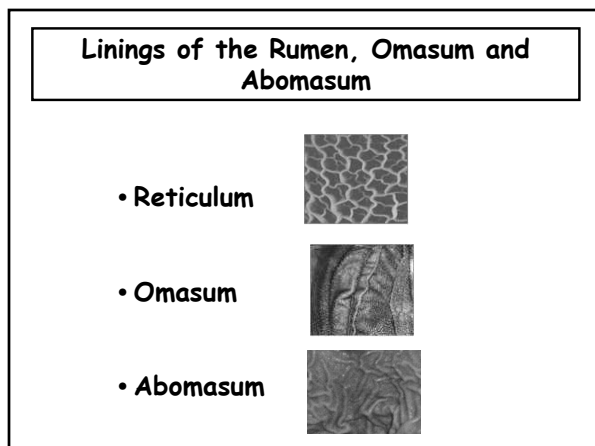 Linings of the Rumen, Omasum and
Abomasum
• Reticulum
• Omasum
• Abomasum